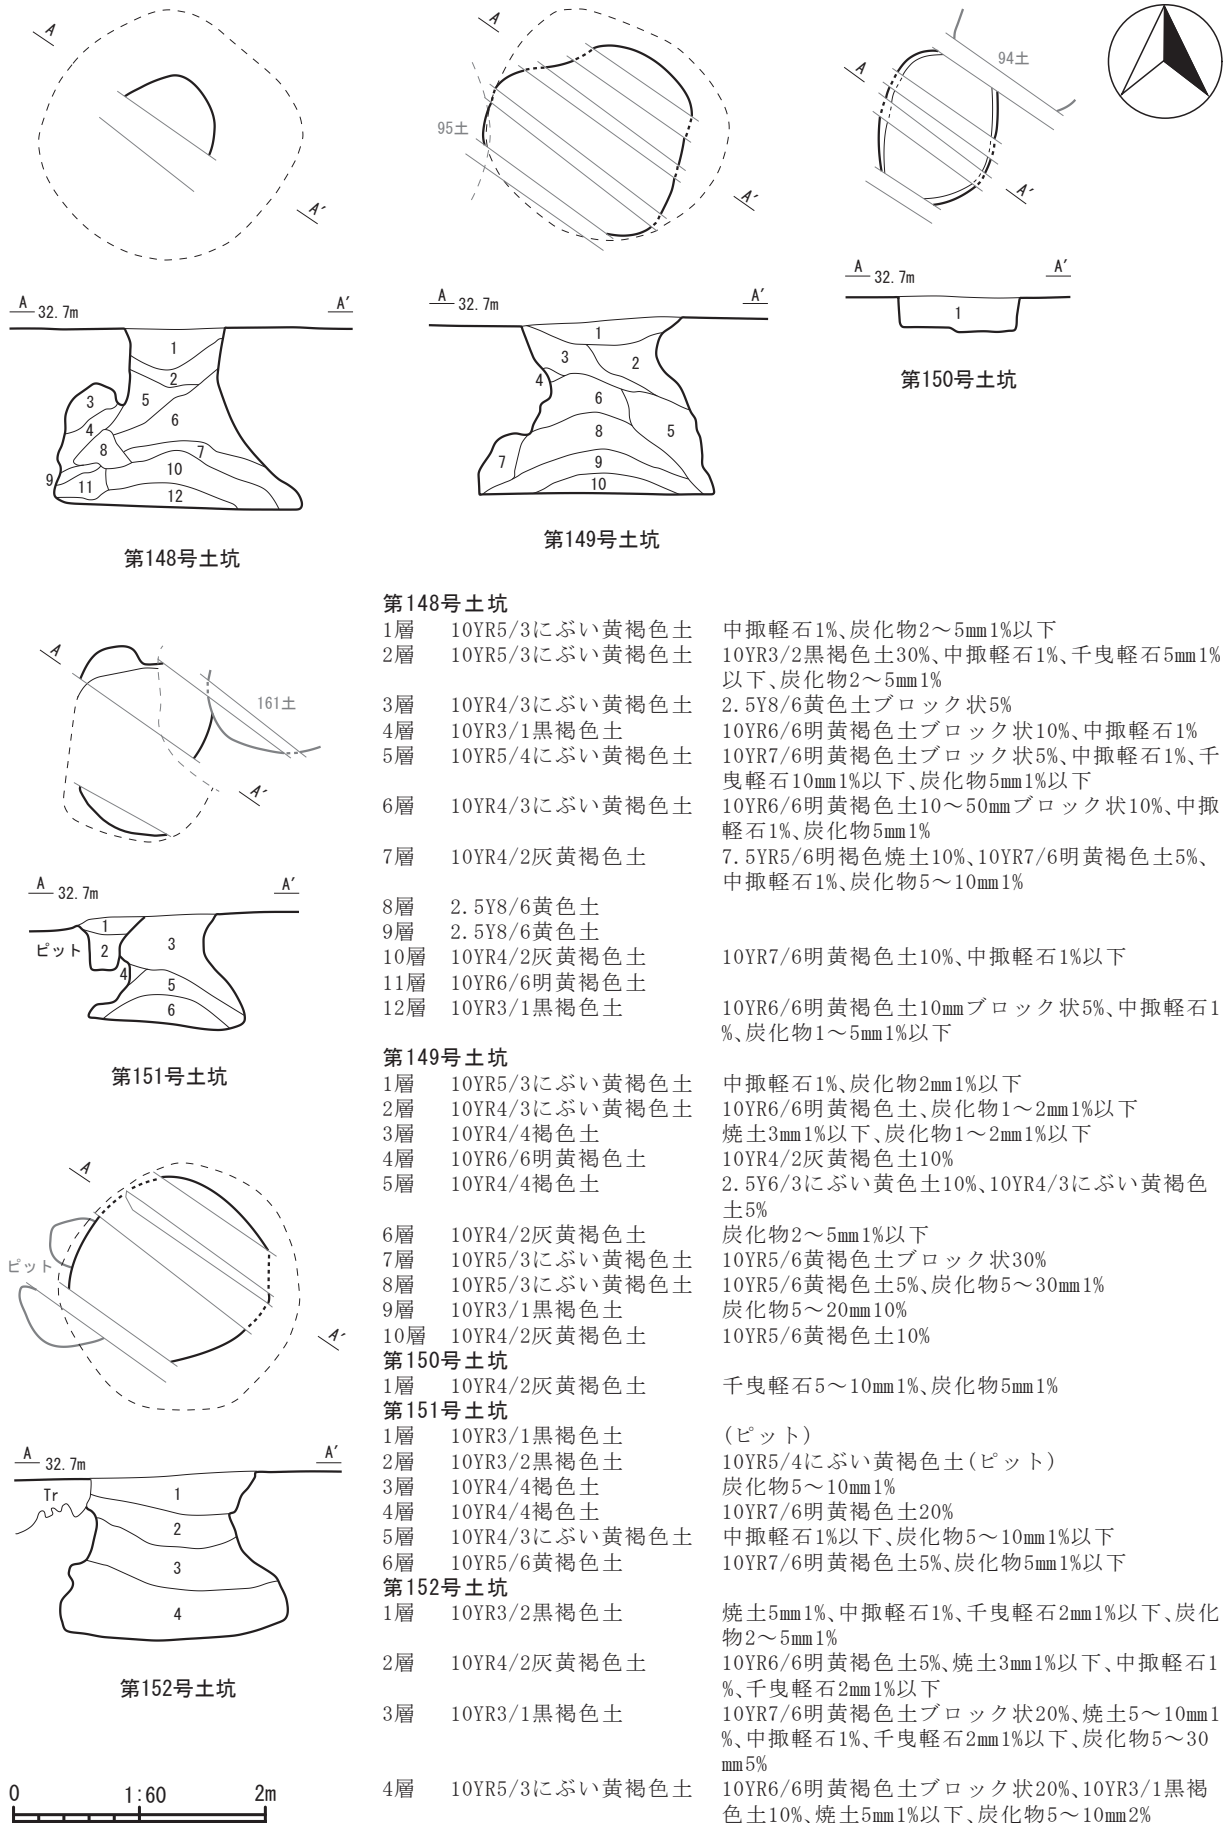 A
A′
A
95土
A′
94土
A
A′
A 32.7m A′
1
2
3
5
4
6
8
7
9
10
11
12
第148号土坑
A 32.7m A′
1
3
2
4
6
8
5
7
9
10
第149号土坑
A 32.7m A′
1
第150号土坑
A
161土
A′
A 32.7m A′
1
ピット 2
3
4
5
6
第151号土坑
A
ピット
A′
A 32.7m A′
Tr
1
2
3
4
第152号土坑
0 1:60 2m
第148号土坑
1層 10YR5/3にぶい黄褐色土 中掫軽石1%、炭化物2～5㎜1%以下
2層 10YR5/3にぶい黄褐色土 10YR3/2黒褐色土30%、中掫軽石1%、千曳軽石5㎜1%
以下、炭化物2～5㎜1%
3層 10YR4/3にぶい黄褐色土 2.5Y8/6黄色土ブロック状5%
4層 10YR3/1黒褐色土 10YR6/6明黄褐色土ブロック状10%、中掫軽石1%
5層 10YR5/4にぶい黄褐色土 10YR7/6明黄褐色土ブロック状5%、中掫軽石1%、千
曳軽石10㎜1%以下、炭化物5㎜1%以下
6層 10YR4/3にぶい黄褐色土 10YR6/6明黄褐色土10～50㎜ブロック状10%、中掫
軽石1%、炭化物5㎜1%
7層 10YR4/2灰黄褐色土 7.5YR5/6明褐色焼土10%、10YR7/6明黄褐色土5%、
中掫軽石1%、炭化物5～10㎜1%
8層 2.5Y8/6黄色土
9層 2.5Y8/6黄色土
10層 10YR4/2灰黄褐色土 10YR7/6明黄褐色土10%、中掫軽石1%以下
11層 10YR6/6明黄褐色土
12層 10YR3/1黒褐色土 10YR6/6明黄褐色土10㎜ブロック状5%、中掫軽石1
%、炭化物1～5㎜1%以下
第149号土坑
1層 10YR5/3にぶい黄褐色土 中掫軽石1%、炭化物2㎜1%以下
2層 10YR4/3にぶい黄褐色土 10YR6/6明黄褐色土、炭化物1～2㎜1%以下
3層 10YR4/4褐色土 焼土3㎜1%以下、炭化物1～2㎜1%以下
4層 10YR6/6明黄褐色土 10YR4/2灰黄褐色土10%
5層 10YR4/4褐色土 2.5Y6/3にぶい黄色土10%、10YR4/3にぶい黄褐色
土5%
6層 10YR4/2灰黄褐色土 炭化物2～5㎜1%以下
7層 10YR5/3にぶい黄褐色土 10YR5/6黄褐色土ブロック状30%
8層 10YR5/3にぶい黄褐色土 10YR5/6黄褐色土5%、炭化物5～30㎜1%
9層 10YR3/1黒褐色土 炭化物5～20㎜10%
10層 10YR4/2灰黄褐色土 10YR5/6黄褐色土10%
第150号土坑
1層 10YR4/2灰黄褐色土 千曳軽石5～10㎜1%、炭化物5㎜1%
第151号土坑
1層 10YR3/1黒褐色土 (ピット)
2層 10YR3/2黒褐色土 10YR5/4にぶい黄褐色土(ピット)
3層 10YR4/4褐色土 炭化物5～10㎜1%
4層 10YR4/4褐色土 10YR7/6明黄褐色土20%
5層 10YR4/3にぶい黄褐色土 中掫軽石1%以下、炭化物5～10㎜1%以下
6層 10YR5/6黄褐色土 10YR7/6明黄褐色土5%、炭化物5㎜1%以下
第152号土坑
1層 10YR3/2黒褐色土 焼土5㎜1%、中掫軽石1%、千曳軽石2㎜1%以下、炭化
物2～5㎜1%
2層 10YR4/2灰黄褐色土 10YR6/6明黄褐色土5%、焼土3㎜1%以下、中掫軽石1
%、千曳軽石2㎜1%以下
3層 10YR3/1黒褐色土 10YR7/6明黄褐色土ブロック状20%、焼土5～10㎜1
%、中掫軽石1%、千曳軽石2㎜1%以下、炭化物5～30
㎜5%
4層 10YR5/3にぶい黄褐色土 10YR6/6明黄褐色土ブロック状20%、10YR3/1黒褐
色土10%、焼土5㎜1%以下、炭化物5～10㎜2%